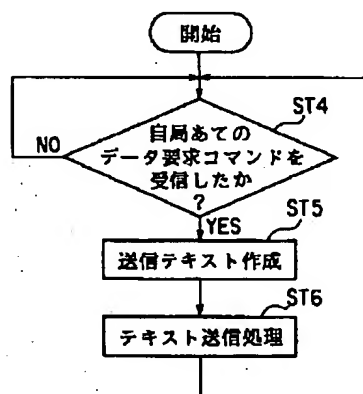 開始
ST4
自局あての
データ要求コマンドを
受信したか
?
NO
YES
ST5
送信テキスト作成
ST6
テキスト送信処理